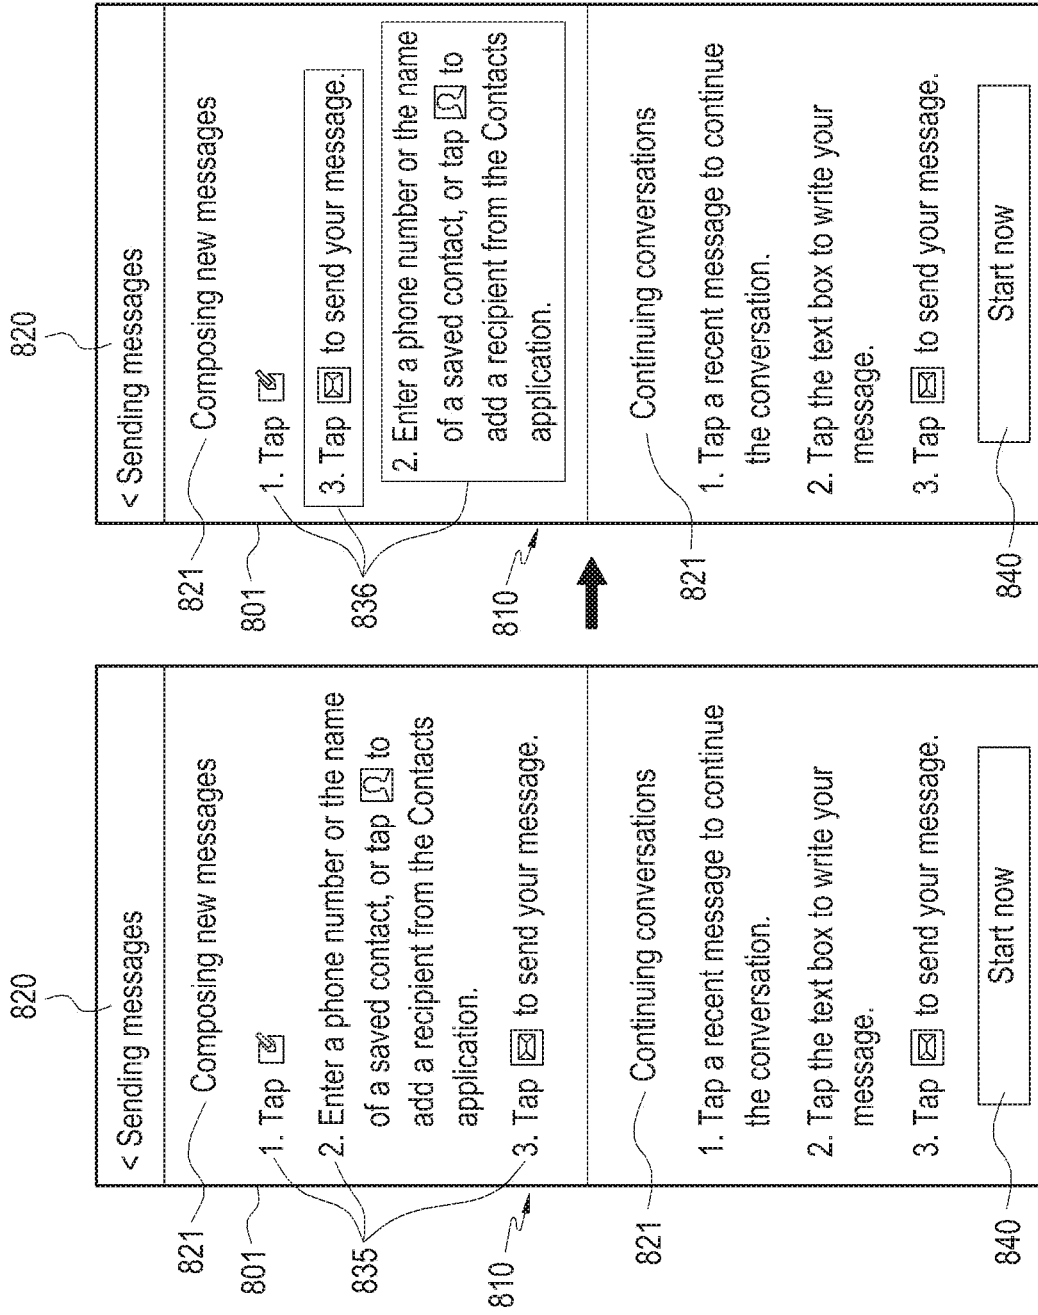 820
< Sending messages
821
Composing new messages
801
1. Tap
835
2. Enter a phone number or the name
of a saved contact, or tap to
add a recipient from the Contacts
application.
3. Tap to send your message.
810
821
Continuing conversations
1. Tap a recent message to continue
the conversation.
2. Tap the text box to write your
message.
3. Tap to send your message.
840
Start now
820
< Sending messages
821
Composing new messages
801
1. Tap
836
3. Tap to send your message.
2. Enter a phone number or the name
of a saved contact, or tap to
add a recipient from the Contacts
application.
810
821
Continuing conversations
1. Tap a recent message to continue
the conversation.
2. Tap the text box to write your
message.
3. Tap to send your message.
840
Start now